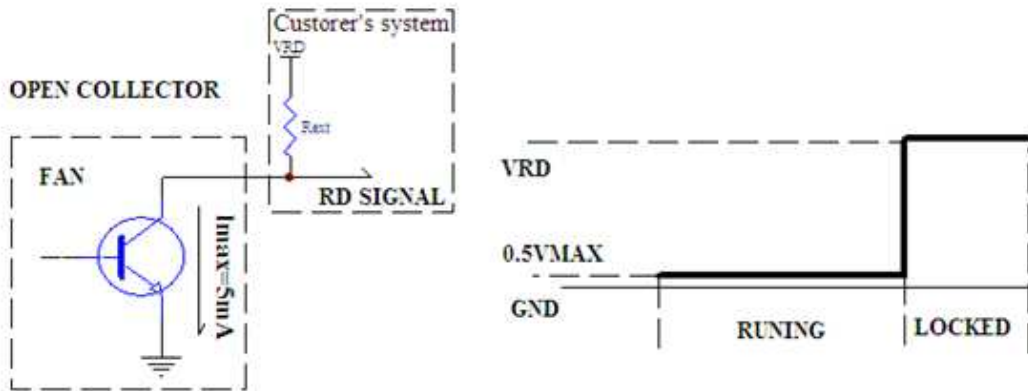 Custorer's system
VRD
OPEN COLLECTOR
Rext
FAN
RD SIGNAL
Imax=5mA
VRD
0.5VMAX
GND
RUNING
LOCKED